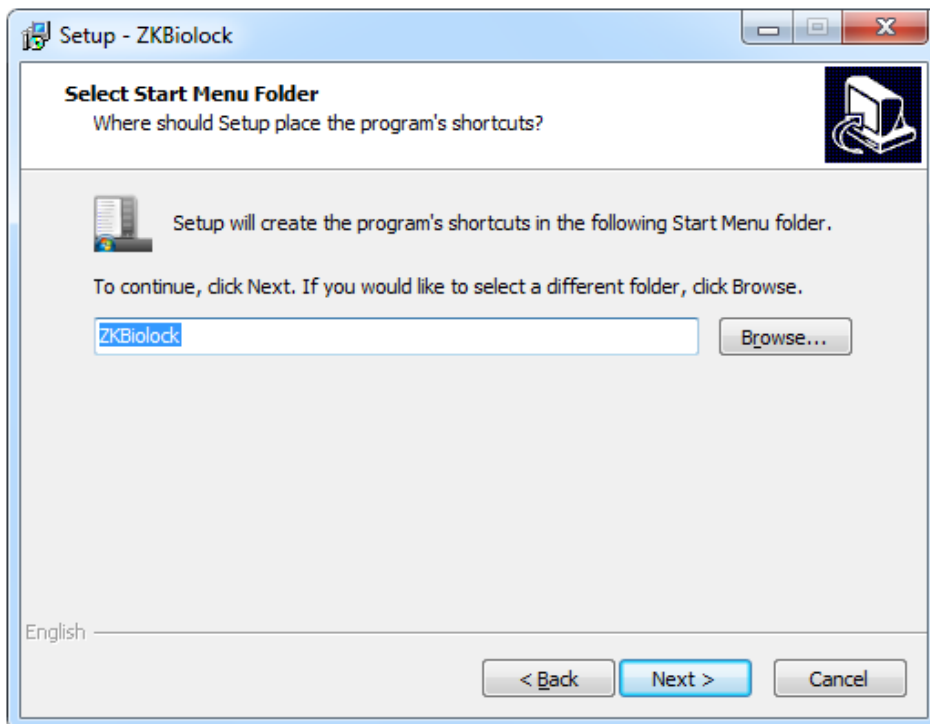 Setup - ZKBiolock
Select Start Menu Folder
Where should Setup place the program's shortcuts?
Setup will create the program's shortcuts in the following Start Menu folder.
To continue, click Next. If you would like to select a different folder, click Browse.
ZKBiolock
Browse...
English
< Back
Next >
Cancel